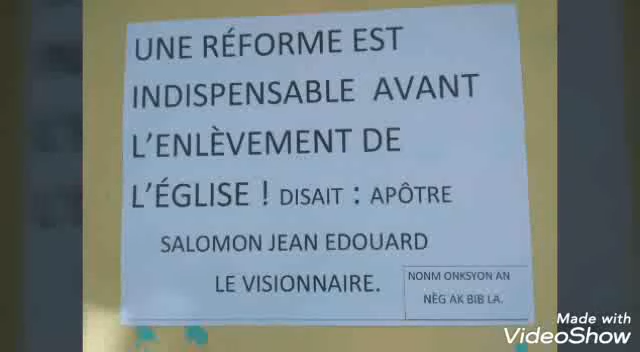 UNE RÉFORME EST
INDISPENSABLE AVANT
L'ENLÈVEMENT DE
L'ÉGLISE ! DISAIT : APÔTRE
SALOMON JEAN EDOUARD
LE VISIONNAIRE.
NONM ONKSYON AN
NÈG AK BIB LA.
Made with
VideoShow